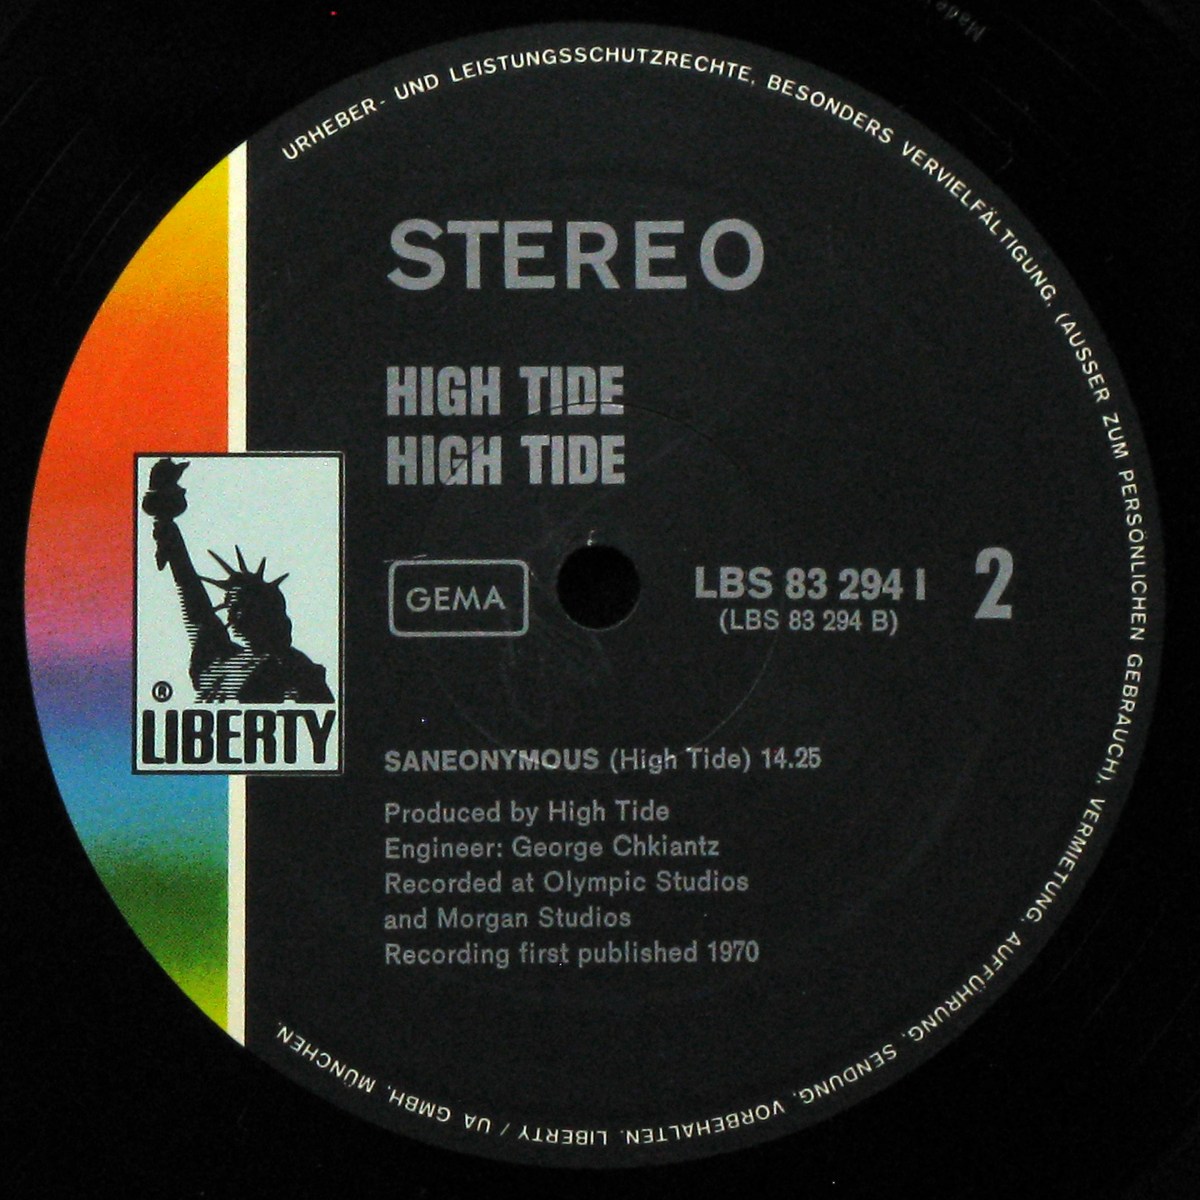 URHEBER- UND LEISTUNGSSCHUTZRECHTE, BESONDERS VERVIELFÄLTIGUNG, (AUSSER ZUM PERSÖNLICHEN GEBRAUCH), VERMIETUNG, AUFFÜHRUNG, SENDUNG, VORBEHALTEN. LIBERTY / UA GMBH, MÜNCHEN.
STEREO
HIGH TIDE
HIGH TIDE
GEMA
LBS 83 294 I
2
(LBS 83 294 B)
®
LIBERTY
SANEONYMOUS (High Tide) 14.25
Produced by High Tide
Engineer: George Chkiantz
Recorded at Olympic Studios
and Morgan Studios
Recording first published 1970
Made